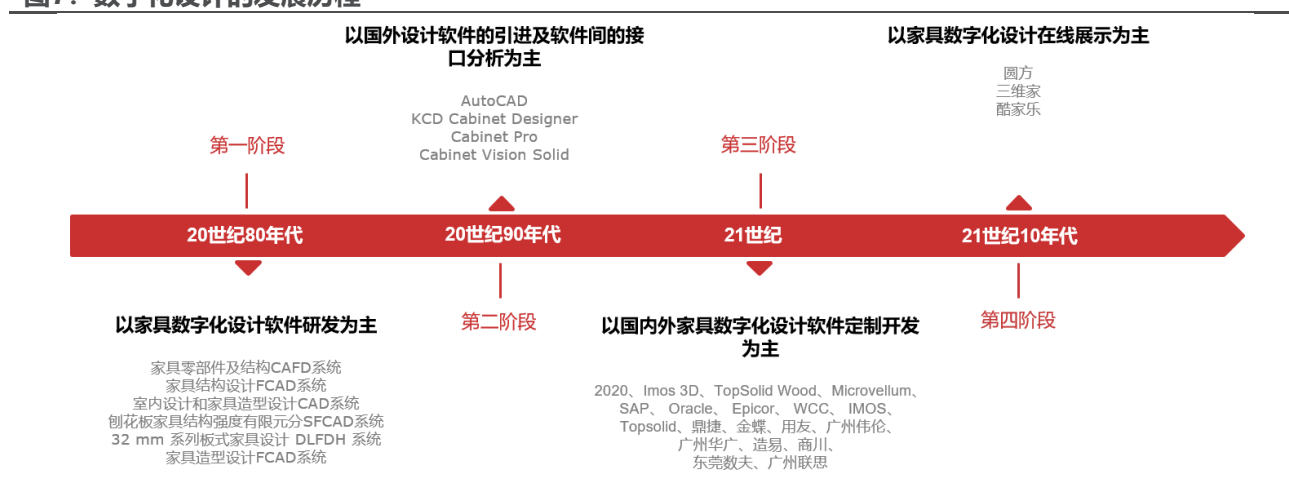 图7：数字化设计的发展历程
以国外设计软件的引进及软件间的接
口分析为主
AutoCAD
KCD Cabinet Designer
Cabinet Pro
Cabinet Vision Solid
以家具数字化设计在线展示为主
圆方
三维家
酷家乐
第一阶段
第三阶段
20世纪80年代
20世纪90年代
21世纪
21世纪10年代
第二阶段
第四阶段
以家具数字化设计软件研发为主
家具零部件及结构CAFD系统
家具结构设计FCAD系统
室内设计和家具造型设计CAD系统
刨花板家具结构强度有限元分SFCAD系统
32 mm 系列板式家具设计 DLFDH 系统
家具造型设计FCAD系统
以国内外家具数字化设计软件定制开发
为主
2020、Imos 3D、TopSolid Wood、Microvellum、
SAP、 Oracle、 Epicor、 WCC、 IMOS、
Topsolid、鼎捷、金蝶、用友、广州伟伦、
广州华广、造易、商川、
东莞数夫、广州联思